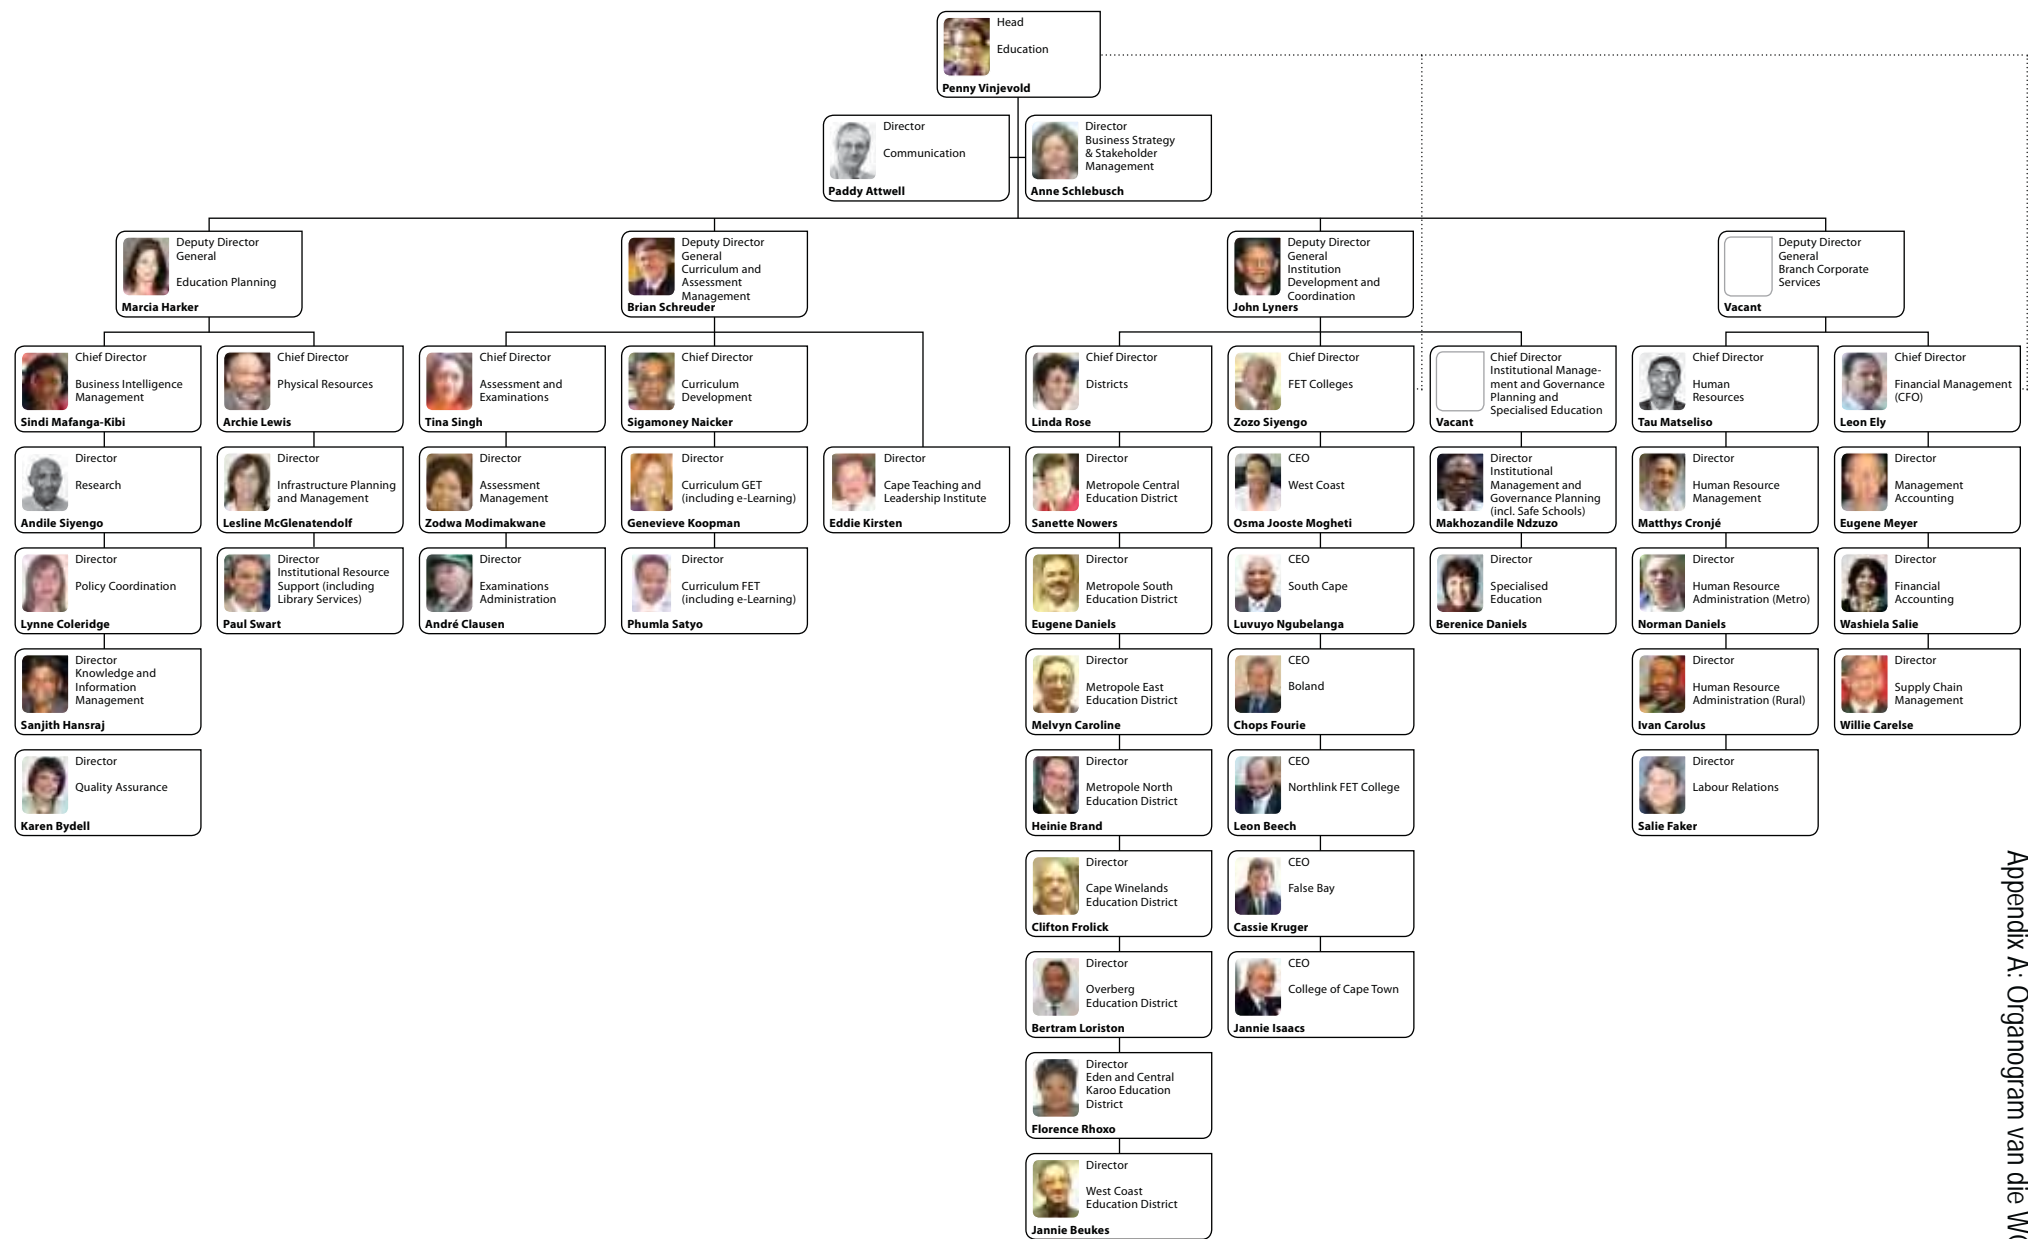 Head
Education
Penny Vinjevold
Director
Communication
Paddy Attwell
Director
Business Strategy
& Stakeholder
Management
Anne Schlebusch
Deputy Director
General
Education Planning
Marcia Harker
Deputy Director
General
Curriculum and
Assessment
Management
Brian Schreuder
Deputy Director
General
Institution
Development and
Coordination
John Lyners
Deputy Director
General
Branch Corporate
Services
Vacant
Chief Director
Business Intelligence
Management
Sindi Mafanga-Kibi
Chief Director
Physical Resources
Archie Lewis
Chief Director
Assessment and
Examinations
Tina Singh
Chief Director
Curriculum
Development
Sigamoney Naicker
Chief Director
Districts
Linda Rose
Chief Director
FET Colleges
Zozo Siyengo
Chief Director
Institutional Manage-
ment and Governance
Planning and
Specialised Education
Vacant
Chief Director
Human
Resources
Tau Matseliso
Chief Director
Financial Management
(CFO)
Leon Ely
Director
Research
Andile Siyengo
Director
Infrastructure Planning
and Management
Lesline McGlenatendolf
Director
Assessment
Management
Zodwa Modimakwane
Director
Curriculum GET
(including e-Learning)
Genevieve Koopman
Director
Cape Teaching and
Leadership Institute
Eddie Kirsten
Director
Metropole Central
Education District
Sanette Nowers
CEO
West Coast
Osma Jooste Mogheti
Director
Institutional
Management and
Governance Planning
(incl. Safe Schools)
Makhozandile Ndzuzo
Director
Human Resource
Management
Matthys Cronjé
Director
Management
Accounting
Eugene Meyer
Director
Policy Coordination
Lynne Coleridge
Director
Institutional Resource
Support (including
Library Services)
Paul Swart
Director
Examinations
Administration
André Clausen
Director
Curriculum FET
(including e-Learning)
Phumla Satyo
Director
Metropole South
Education District
Eugene Daniels
CEO
South Cape
Luvuyo Ngubelanga
Director
Specialised
Education
Berenice Daniels
Director
Human Resource
Administration (Metro)
Norman Daniels
Director
Financial
Accounting
Washiela Salie
Director
Knowledge and
Information
Management
Sanjith Hansraj
Director
Metropole East
Education District
Melvyn Caroline
CEO
Boland
Chops Fourie
Director
Human Resource
Administration (Rural)
Ivan Carolus
Director
Supply Chain
Management
Willie Carelse
Director
Quality Assurance
Karen Bydell
Director
Metropole North
Education District
Heinie Brand
CEO
Northlink FET College
Leon Beech
Director
Labour Relations
Salie Faker
Director
Cape Winelands
Education District
Clifton Frolick
CEO
False Bay
Cassie Kruger
Director
Overberg
Education District
Bertram Loriston
CEO
College of Cape Town
Jannie Isaacs
Director
Eden and Central
Karoo Education
District
Florence Rhoxo
Director
West Coast
Education District
Jannie Beukes
Appendix A: Organogram van die